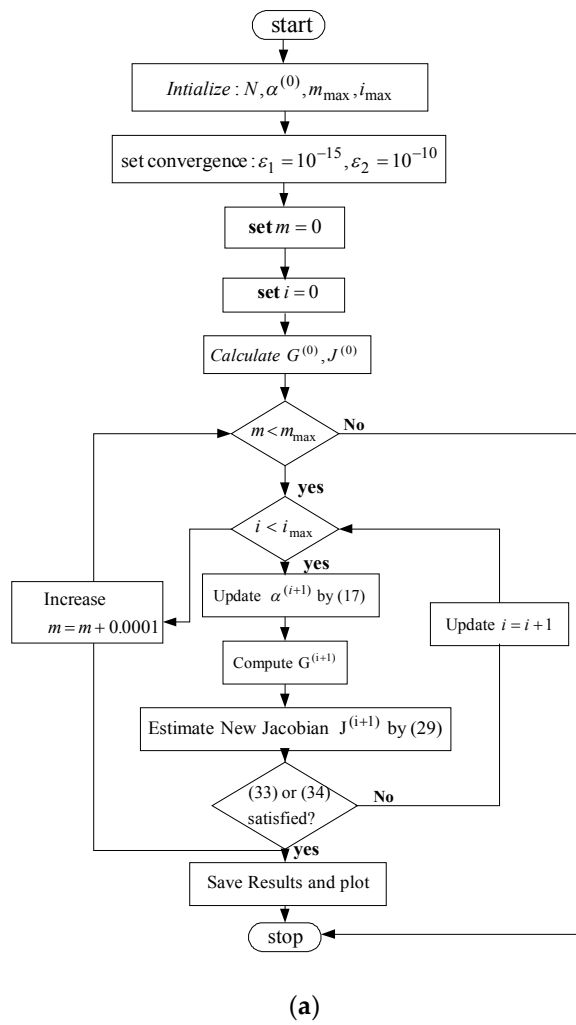 start
Intialize : N, α^(0), m_max, i_max
set convergence : ε₁ = 10^−15, ε₂ = 10^−10
set m = 0
set i = 0
Calculate G^(0), J^(0)
m < m_max
No
yes
i < i_max
yes
Update α^(i+1) by (17)
Increase
m = m + 0.0001
Update i = i + 1
Compute G^(i+1)
Estimate New Jacobian J^(i+1) by (29)
(33) or (34)
satisfied?
No
yes
Save Results and plot
stop
(a)